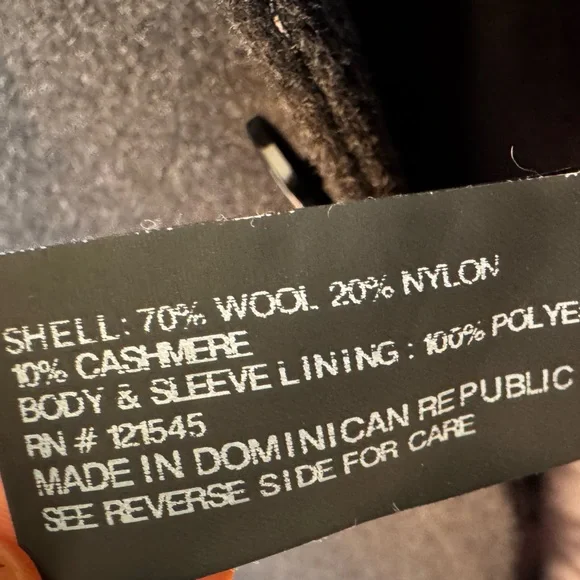 SHELL: 70% WOOL 20% NYLON
10% CASHMERE
BODY & SLEEVE LINING : 100% POLYE
RN # 121545
MADE IN DOMINICAN REPUBLIC
SEE REVERSE SIDE FOR CARE